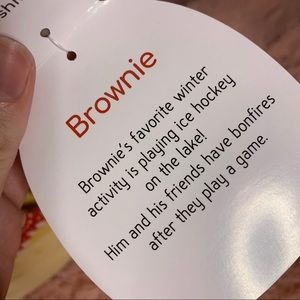 Brownie
Brownie's favorite winter
activity is playing ice hockey
on the lake!
Him and his friends have bonfires
after they play a game.